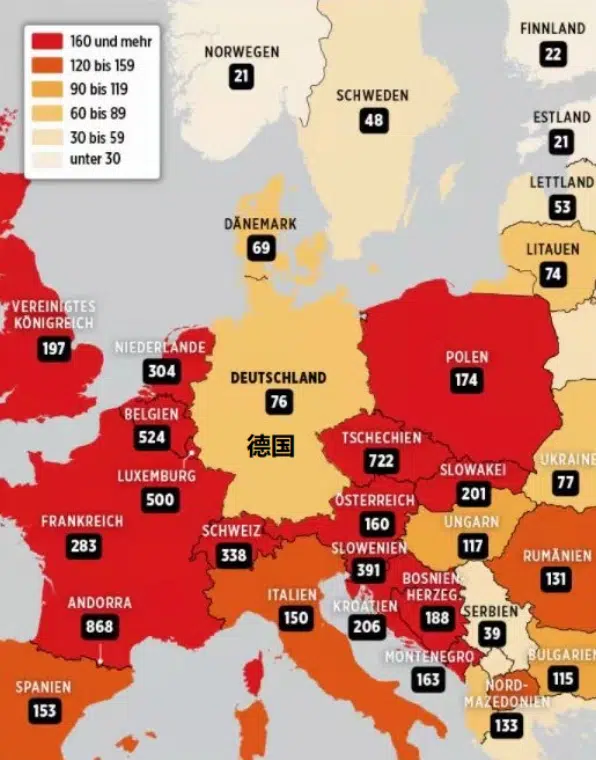 160 und mehr
120 bis 159
90 bis 119
60 bis 89
30 bis 59
unter 30
NORWEGEN
21
FINNLAND
22
SCHWEDEN
48
ESTLAND
21
LETTLAND
53
DÄNEMARK
69
LITAUEN
74
VEREINIGTES
KÖNIGREICH
197
NIEDERLANDE
304
DEUTSCHLAND
76
德国
POLEN
174
BELGIEN
524
LUXEMBURG
500
TSCHECHIEN
722
SLOWAKEI
201
UKRAINE
77
FRANKREICH
283
SCHWEIZ
338
ÖSTERREICH
160
UNGARN
117
SLOWENIEN
391
RUMÄNIEN
131
ANDORRA
868
ITALIEN
150
KROATIEN
206
BOSNIEN-
HERZEG.
188
SERBIEN
39
MONTENEGRO
163
BULGARIEN
115
SPANIEN
153
NORD-
MAZEDONIEN
133